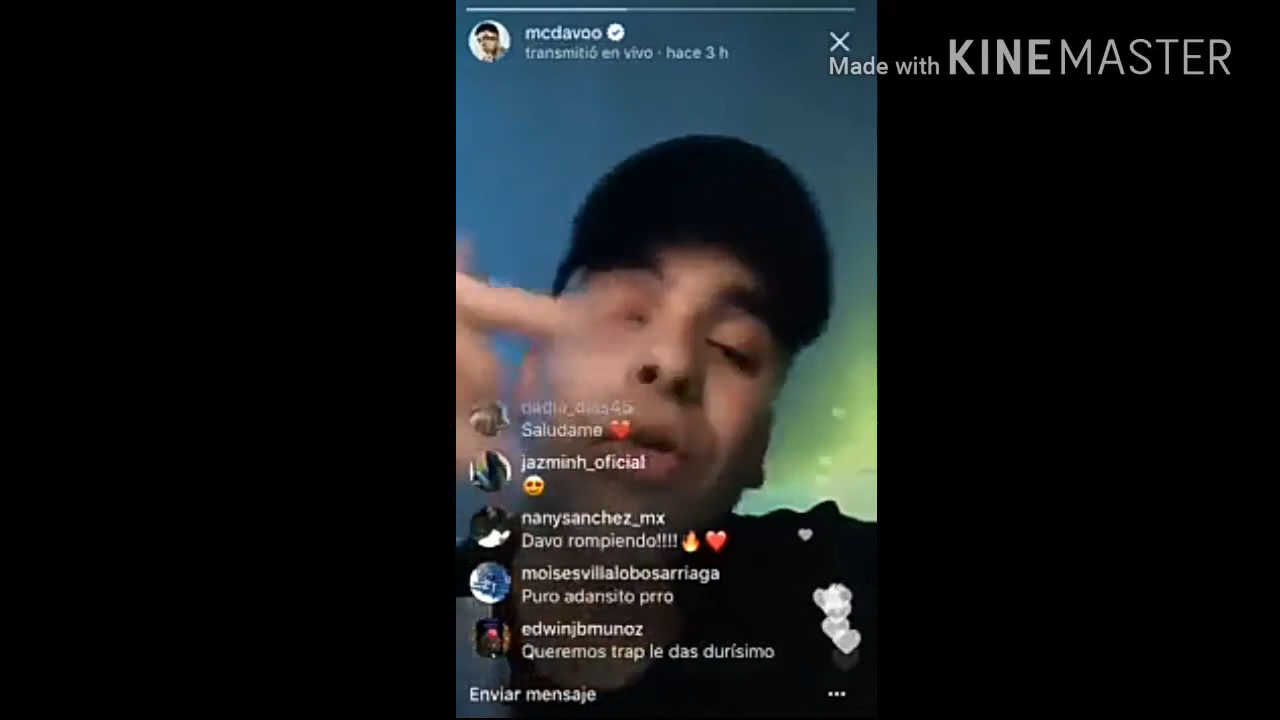 mcdavoo
transmitió en vivo · hace 3 h
Made with KINEMASTER
Saludame ❤️
jazminh_oficial
😍
nanysanchez_mx
Davo rompiendo!!!!🔥❤️
moisesvillalobosarriaga
Puro adansito prro
edwinjbmunoz
Queremos trap le das durísimo
Enviar mensaje